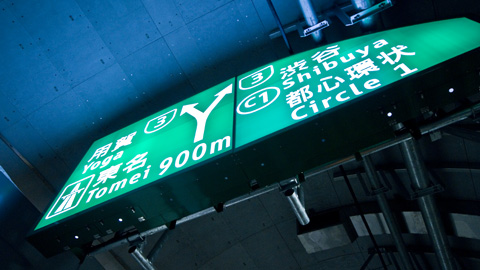 用賀 3
Yoga
東名
Tomei 900m
3 渋谷
Shibuya
C1 都心環状
Circle 1